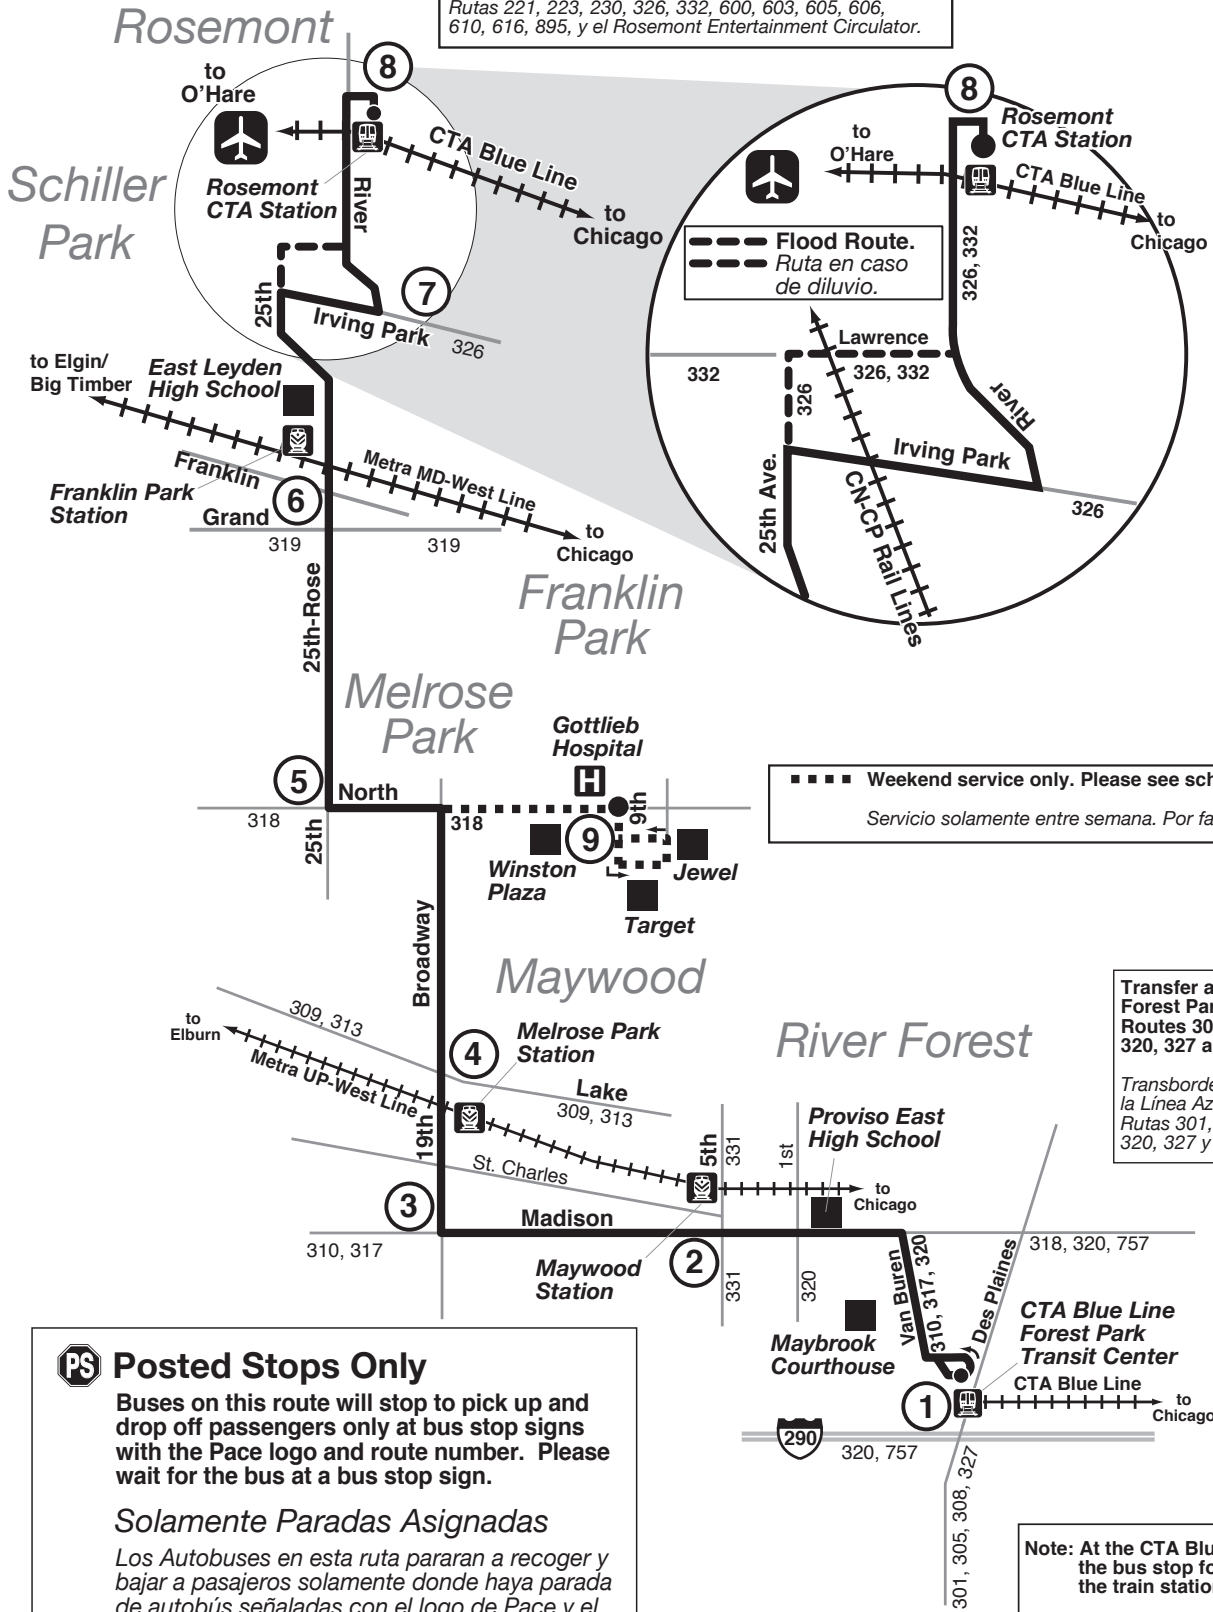 Rutas 221, 223, 230, 326, 332, 600, 603, 605, 606,
610, 616, 895, y el Rosemont Entertainment Circulator.
Rosemont
8
to
O'Hare
CTA Blue Line
to
Chicago
Rosemont
CTA Station
River
Schiller
Park
7
25th
Irving Park
326
8
Rosemont
CTA Station
to
O'Hare
CTA Blue Line
to
Chicago
Flood Route.
Ruta en caso
de diluvio.
326, 332
Lawrence
326, 332
332
326
River
Irving Park
326
25th Ave.
CN-CP Rail Lines
to Elgin/
Big Timber
East Leyden
High School
Franklin
Metra MD-West Line
Franklin Park
Station
6
Grand
319
319
to
Chicago
25th-Rose
Franklin
Park
Melrose
Park
Gottlieb
Hospital
H
5
North
318
318
25th
9th
9
Winston
Plaza
Jewel
Target
Weekend service only. Please see sch
Servicio solamente entre semana. Por fa
Broadway
Maywood
River Forest
309, 313
to
Elburn
Metra UP-West Line
4
Melrose Park
Station
Lake
309, 313
19th
St. Charles
5th
331
1st
Proviso East
High School
to
Chicago
Transfer a
Forest Par
Routes 30
320, 327 a
Transborde
la Línea Az
Rutas 301,
320, 327 y
3
Madison
310, 317
2
Maywood
Station
331
320
318, 320, 757
Van Buren
310, 317, 320
Des Plaines
Maybrook
Courthouse
CTA Blue Line
Forest Park
Transit Center
1
CTA Blue Line
to
Chicago
290
320, 757
301, 305, 308, 327
PS Posted Stops Only
Buses on this route will stop to pick up and
drop off passengers only at bus stop signs
with the Pace logo and route number. Please
wait for the bus at a bus stop sign.
Solamente Paradas Asignadas
Los Autobuses en esta ruta pararan a recoger y
bajar a pasajeros solamente donde haya parada
de autobús señaladas con el logo de Pace y el
Note: At the CTA Blu
the bus stop fo
the train statio